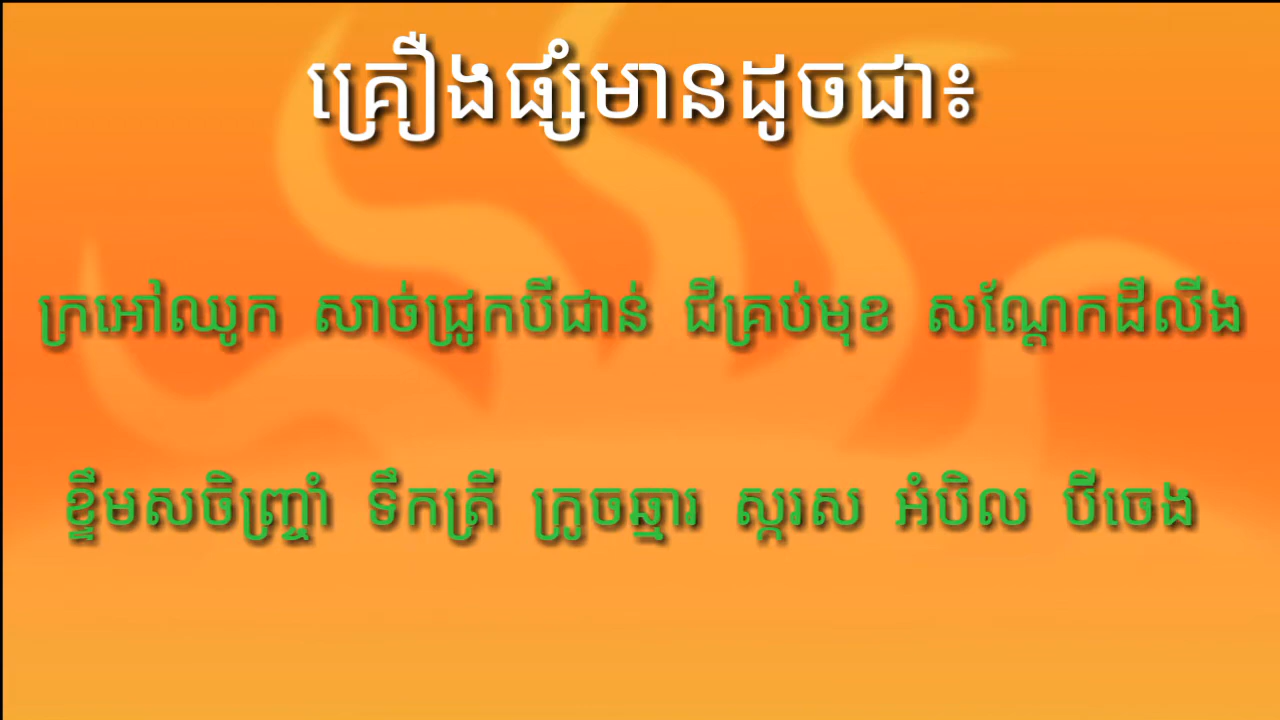 គ្រឿងផ្សំមានដូចជា៖
ក្រអៅឈូក សាច់ជ្រូកបីជាន់ ជីគ្រប់មុខ សណ្ដែកដីលីង
ខ្ទឹមសចិញ្ច្រាំ ទឹកត្រី ក្រូចឆ្មារ ស្ករស អំបិល ប៊ីចេង